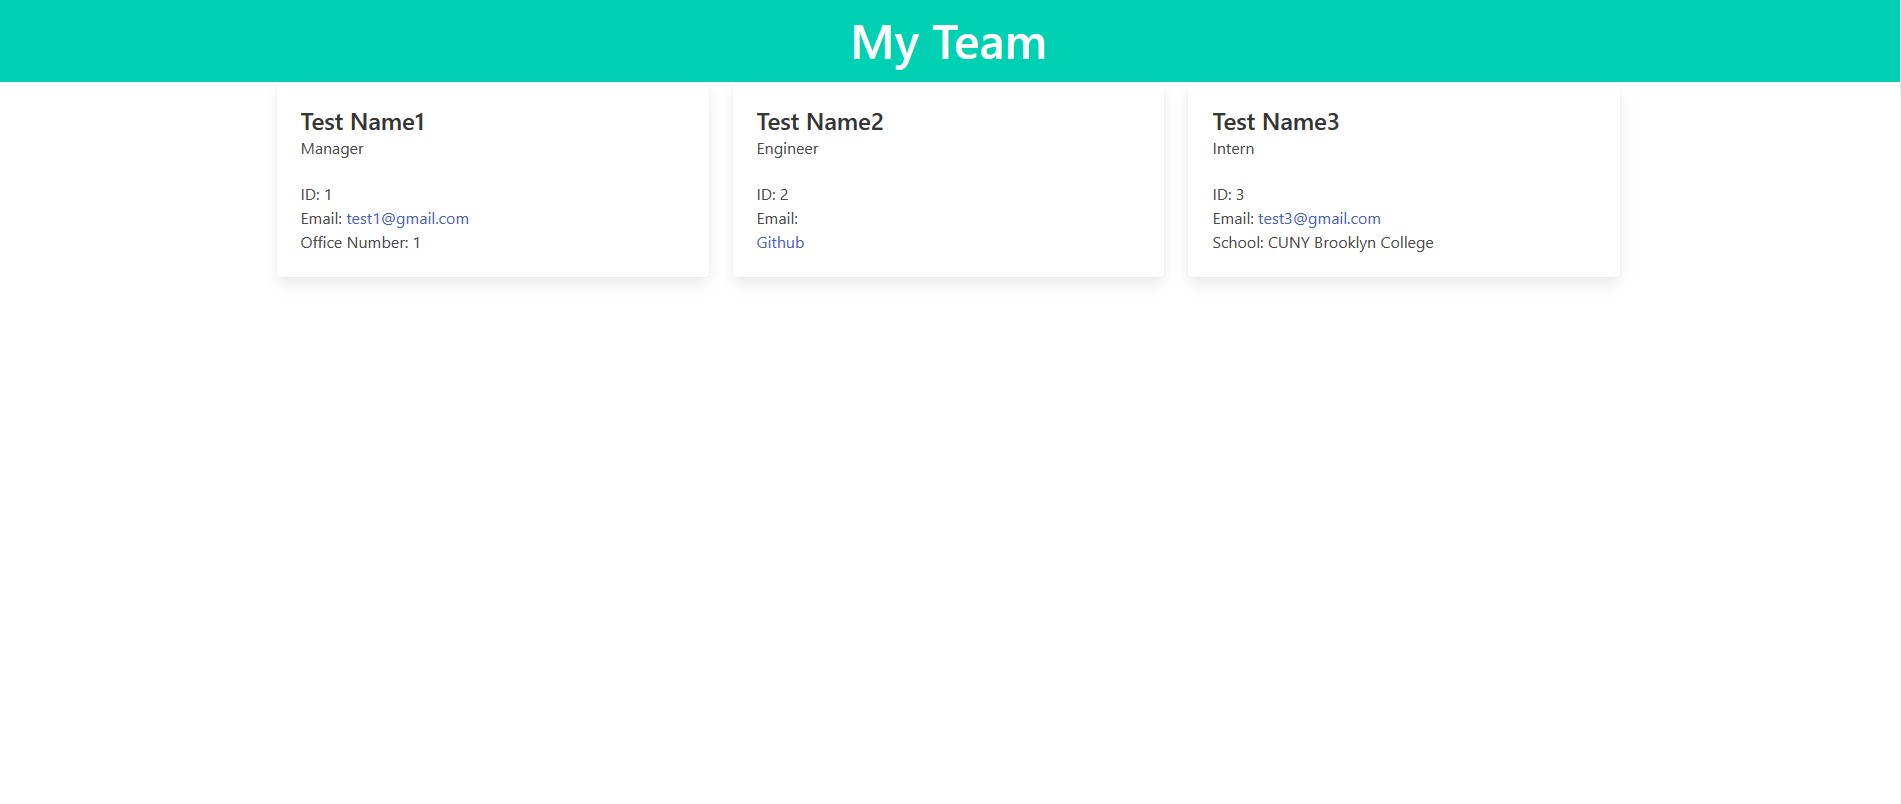 My Team
Test Name1
Manager
ID: 1
Email: test1@gmail.com
Office Number: 1
Test Name2
Engineer
ID: 2
Email:
Github
Test Name3
Intern
ID: 3
Email: test3@gmail.com
School: CUNY Brooklyn College